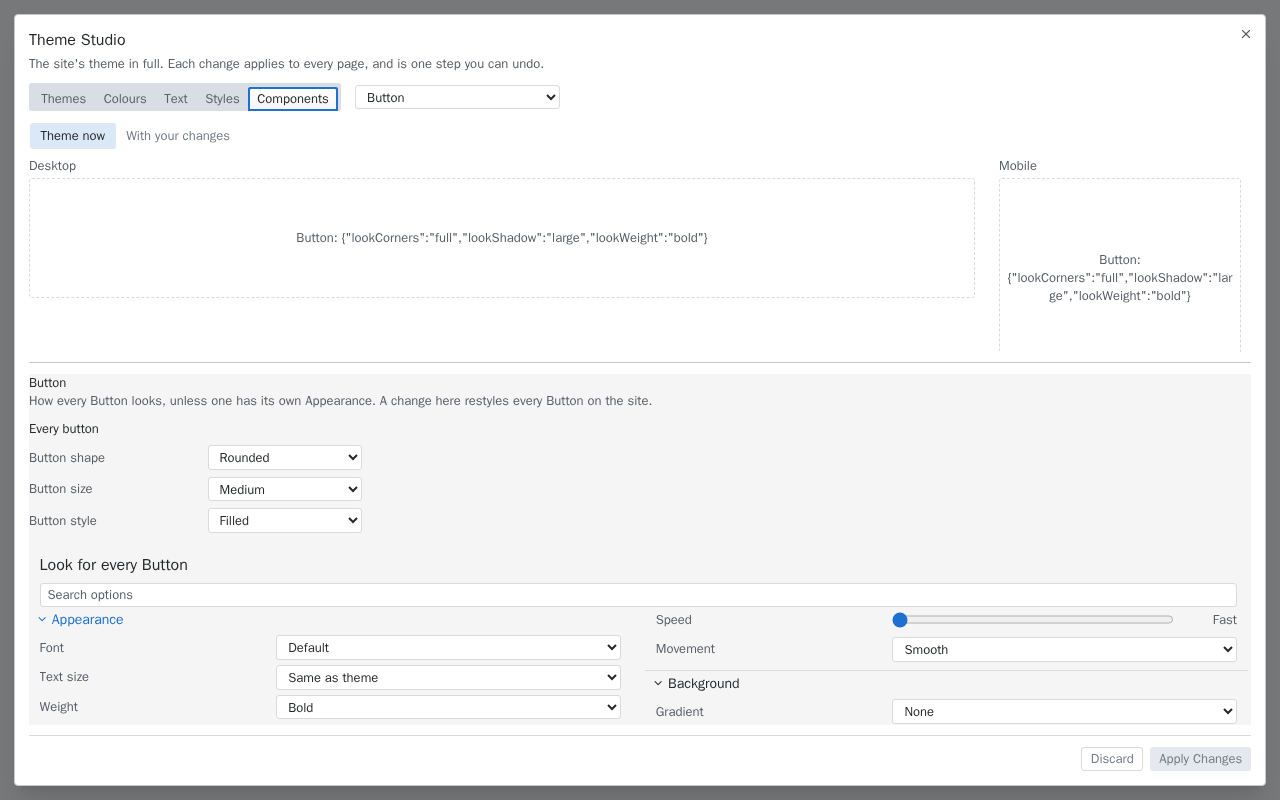 Theme Studio
×
The site's theme in full. Each change applies to every page, and is one step you can undo.
Themes Colours Text Styles Components Button
Theme now With your changes
Desktop
Mobile
Button: {"lookCorners":"full","lookShadow":"large","lookWeight":"bold"}
Button:
{"lookCorners":"full","lookShadow":"lar
ge","lookWeight":"bold"}
Button
How every Button looks, unless one has its own Appearance. A change here restyles every Button on the site.
Every button
Button shape Rounded
Button size Medium
Button style Filled
Look for every Button
Search options
Appearance
Font Default
Text size Same as theme
Weight Bold
Speed Fast
Movement Smooth
Background
Gradient None
Discard Apply Changes